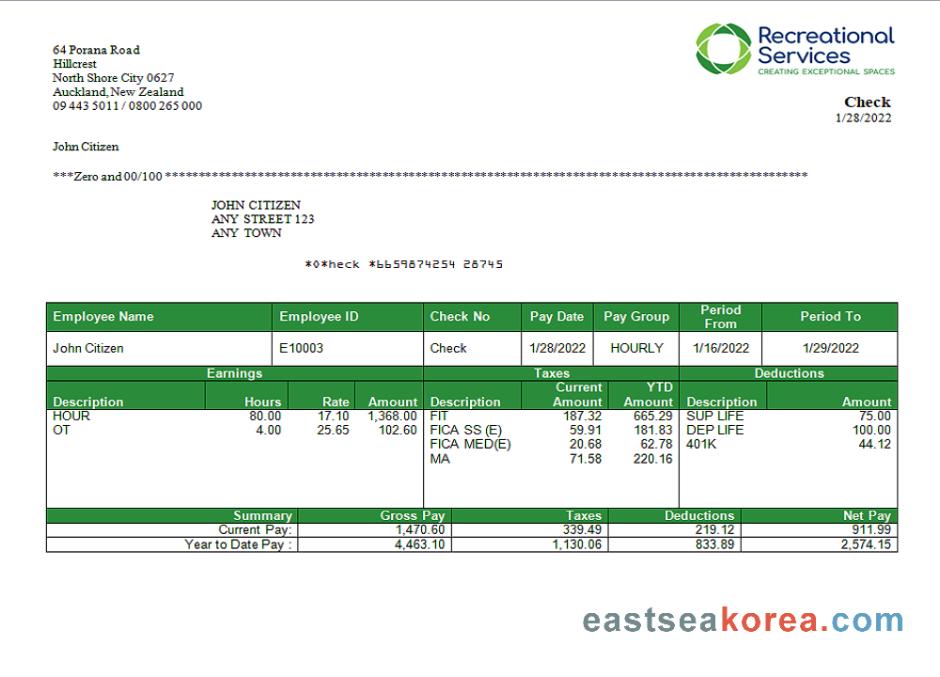 64 Porana Road
Hillcrest
North Shore City 0627
Auckland, New Zealand
09 443 5011 / 0800 265 000
Recreational
Services
CREATING EXCEPTIONAL SPACES
Check
1/28/2022
John Citizen
***Zero and 00/100 ************************************************************************************************
JOHN CITIZEN
ANY STREET 123
ANY TOWN
*0*heck *6659874254 28745
Employee Name Employee ID Check No Pay Date Pay Group Period From Period To
John Citizen E10003 Check 1/28/2022 HOURLY 1/16/2022 1/29/2022
Earnings Taxes Deductions
Description Hours Rate Amount Description Current Amount YTD Amount Description Amount
HOUR 80.00 17.10 1,368.00 FIT 187.32 665.29 SUP LIFE 75.00
OT 4.00 25.65 102.60 FICA SS (E) 59.91 181.83 DEP LIFE 100.00
FICA MED(E) 20.68 62.78 401K 44.12
MA 71.58 220.16
Summary Gross Pay Taxes Deductions Net Pay
Current Pay: 1,470.60 339.49 219.12 911.99
Year to Date Pay : 4,463.10 1,130.06 833.89 2,574.15
eastseakorea.com